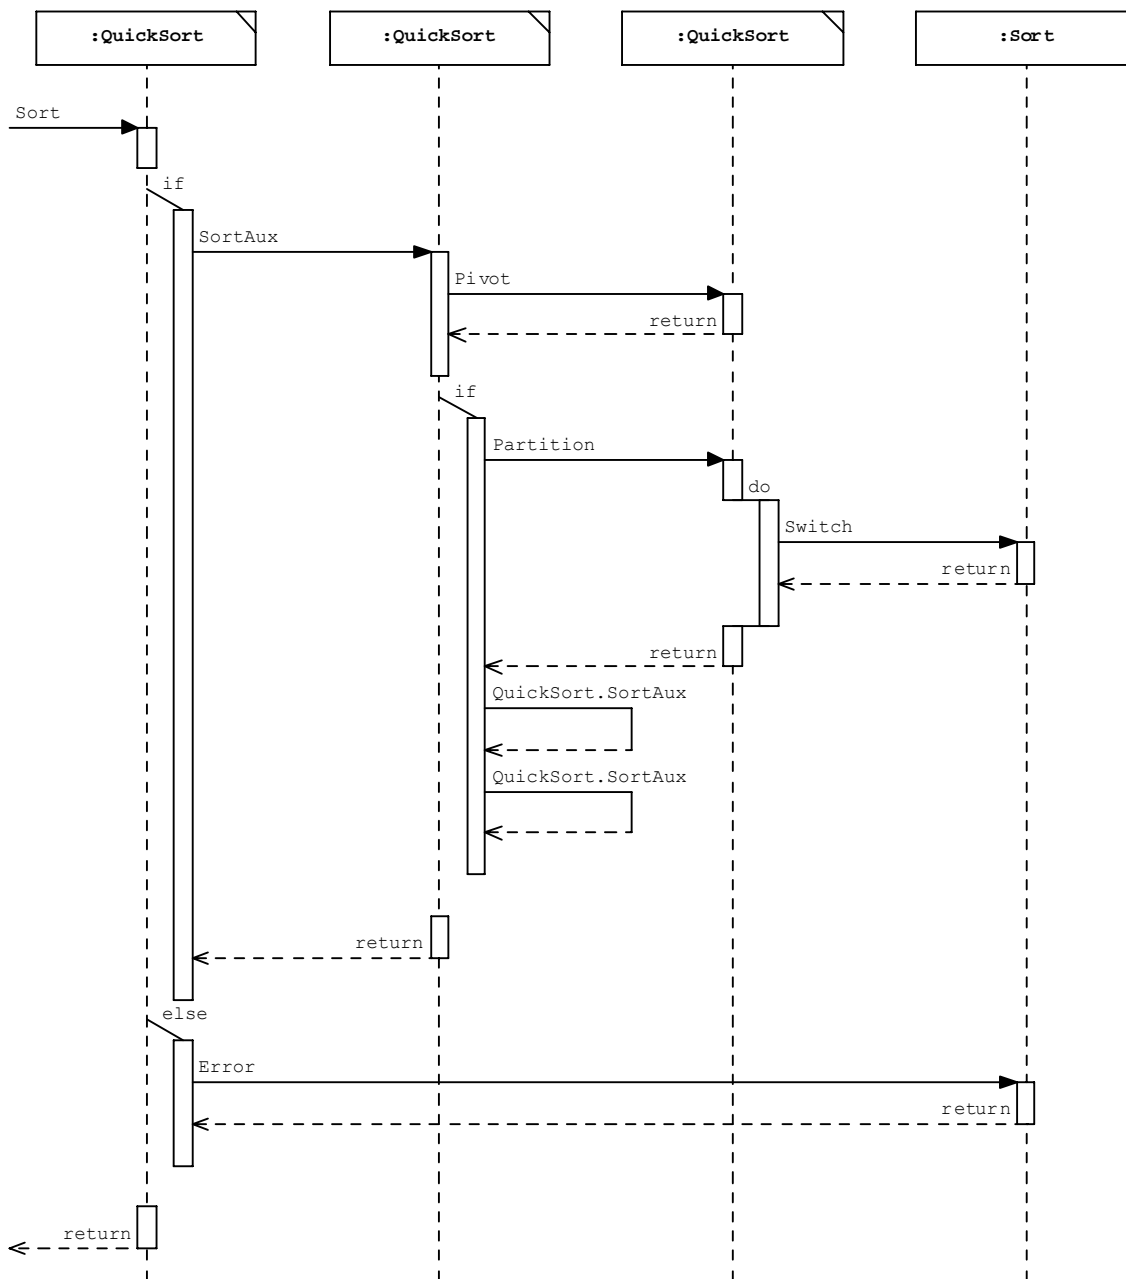 :QuickSort :QuickSort :QuickSort :Sort
Sort
if
SortAux
Pivot
return
if
Partition
do
Switch
return
return
QuickSort.SortAux
QuickSort.SortAux
return
else
Error
return
return